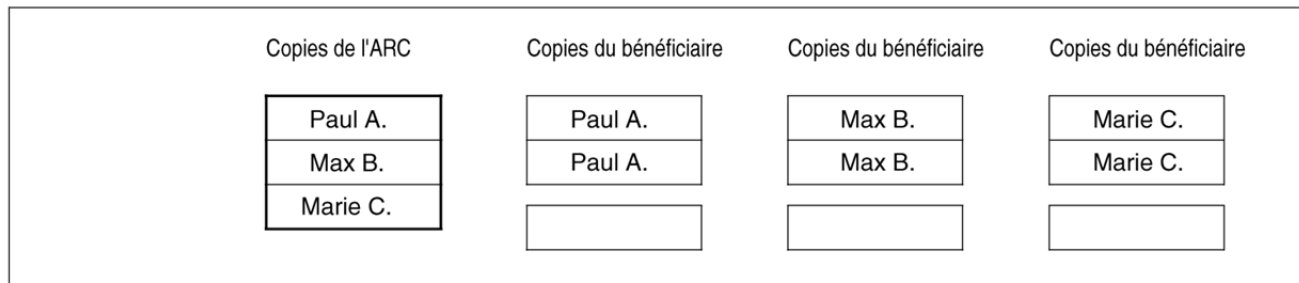 Copies de l'ARC
Copies du bénéficiaire
Copies du bénéficiaire
Copies du bénéficiaire
Paul A.
Max B.
Marie C.
Paul A.
Paul A.
Max B.
Max B.
Marie C.
Marie C.